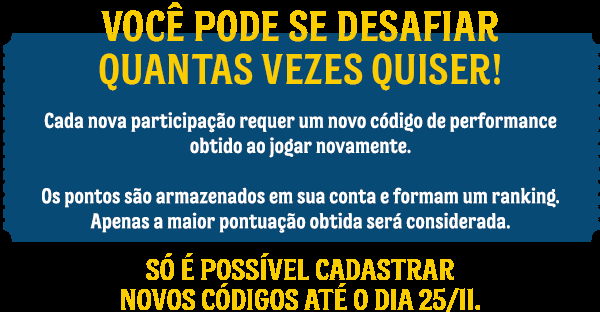 VOCÊ PODE SE DESAFIAR
QUANTAS VEZES QUISER!
Cada nova participação requer um novo código de performance
obtido ao jogar novamente.
Os pontos são armazenados em sua conta e formam um ranking.
Apenas a maior pontuação obtida será considerada.
SÓ É POSSÍVEL CADASTRAR
NOVOS CÓDIGOS ATÉ O DIA 25/11.